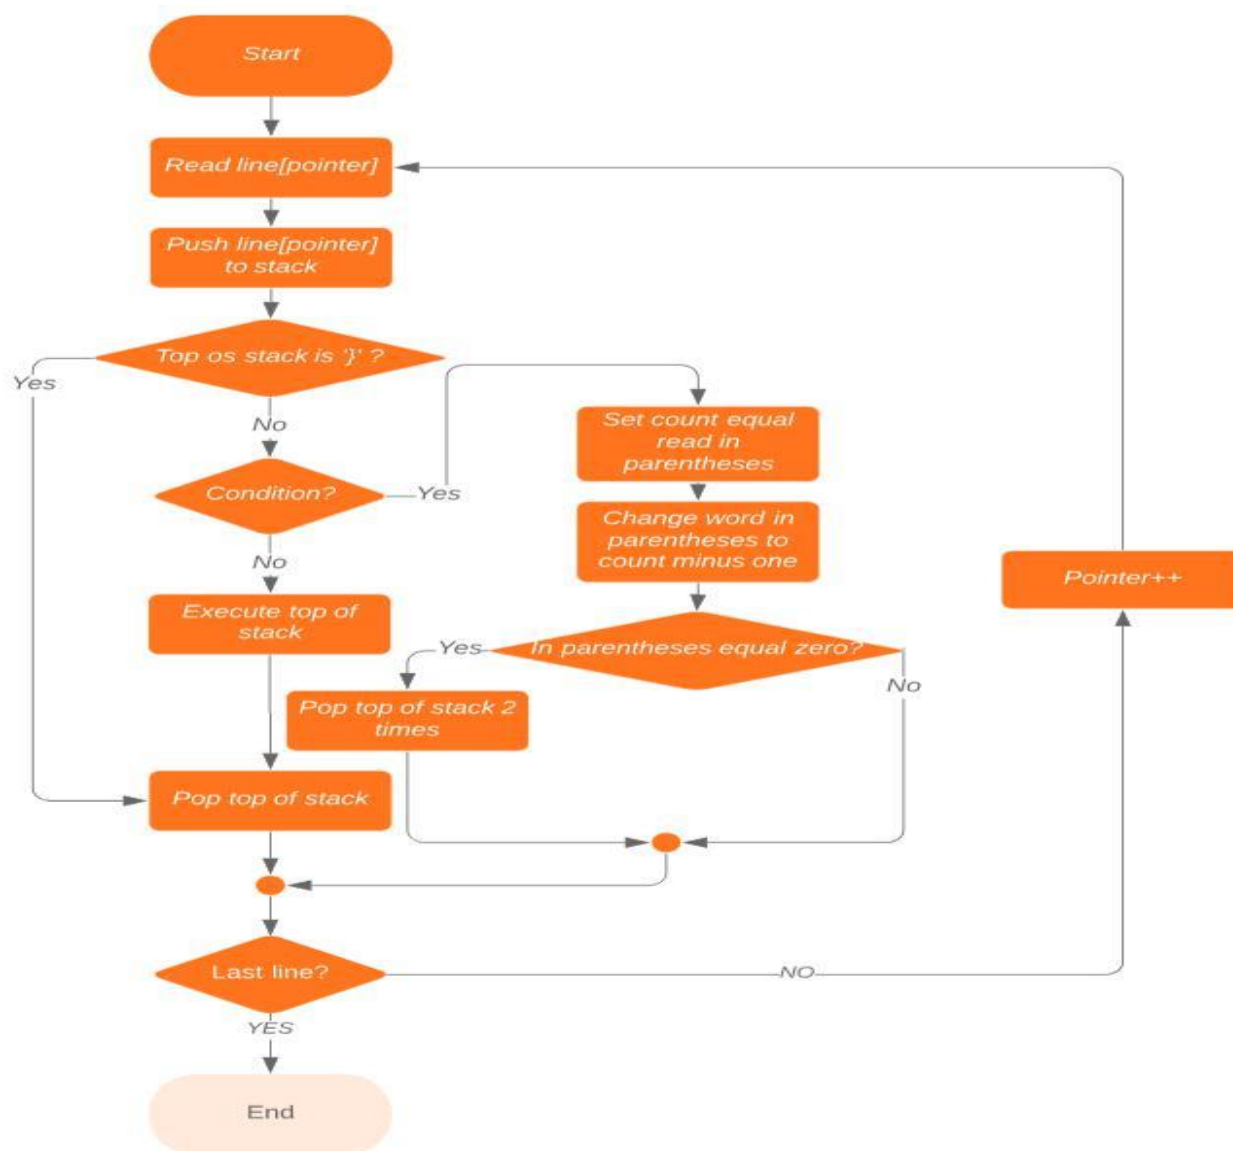 Start
Read line[pointer]
Push line[pointer]
to stack
Top os stack is '}' ?
Yes
No
Condition?
Yes
No
Set count equal
read in
parentheses
Change word in
parentheses to
count minus one
Pointer++
Execute top of
stack
In parentheses equal zero?
Yes
No
Pop top of stack 2
times
Pop top of stack
Last line?
NO
YES
End